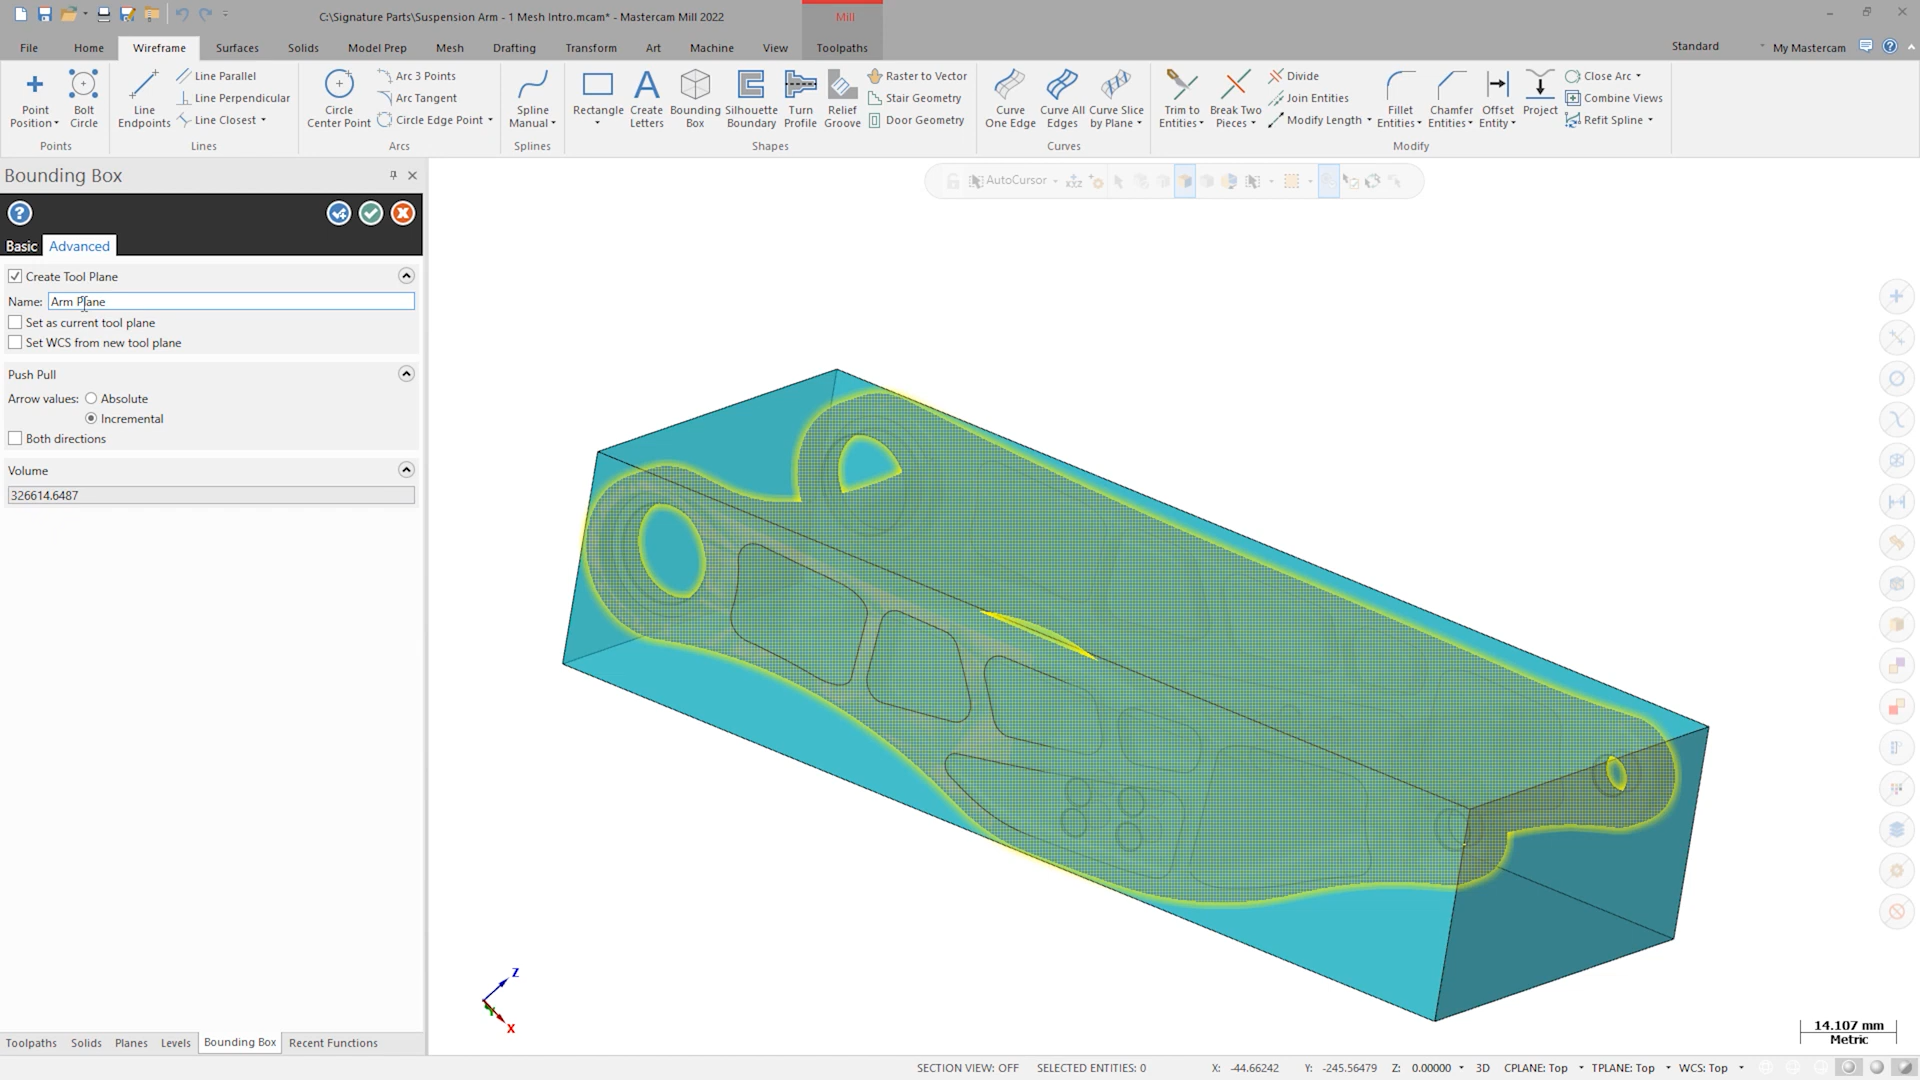 C:\Signature Parts\Suspension Arm - 1 Mesh Intro.mcam* - Mastercam Mill 2022
Mill
File Home Wireframe Surfaces Solids Model Prep Mesh Drafting Transform Art Machine View Toolpaths
Standard My Mastercam
Point Position
Bolt Circle
Points
Line Endpoints
Line Parallel
Line Perpendicular
Line Closest
Lines
Circle Center Point
Arc 3 Points
Arc Tangent
Circle Edge Point
Arcs
Spline Manual
Splines
Rectangle
Create Letters
Bounding Box
Silhouette Boundary
Turn Profile
Relief Groove
Raster to Vector
Stair Geometry
Door Geometry
Shapes
Curve One Edge
Curve All Edges
Curve Slice by Plane
Curves
Trim to Entities
Break Two Pieces
Divide
Join Entities
Modify Length
Fillet Entities
Chamfer Entities
Offset Entity
Project
Close Arc
Combine Views
Refit Spline
Modify
Bounding Box
Basic Advanced
Create Tool Plane
Name: Arm Plane
Set as current tool plane
Set WCS from new tool plane
Push Pull
Arrow values: Absolute
Incremental
Both directions
Volume
326614.6487
AutoCursor
Z
X
14.107 mm
Metric
Toolpaths Solids Planes Levels Bounding Box Recent Functions
SECTION VIEW: OFF SELECTED ENTITIES: 0 X: -44.66242 Y: -245.56479 Z: 0.00000 3D CPLANE: Top TPLANE: Top WCS: Top